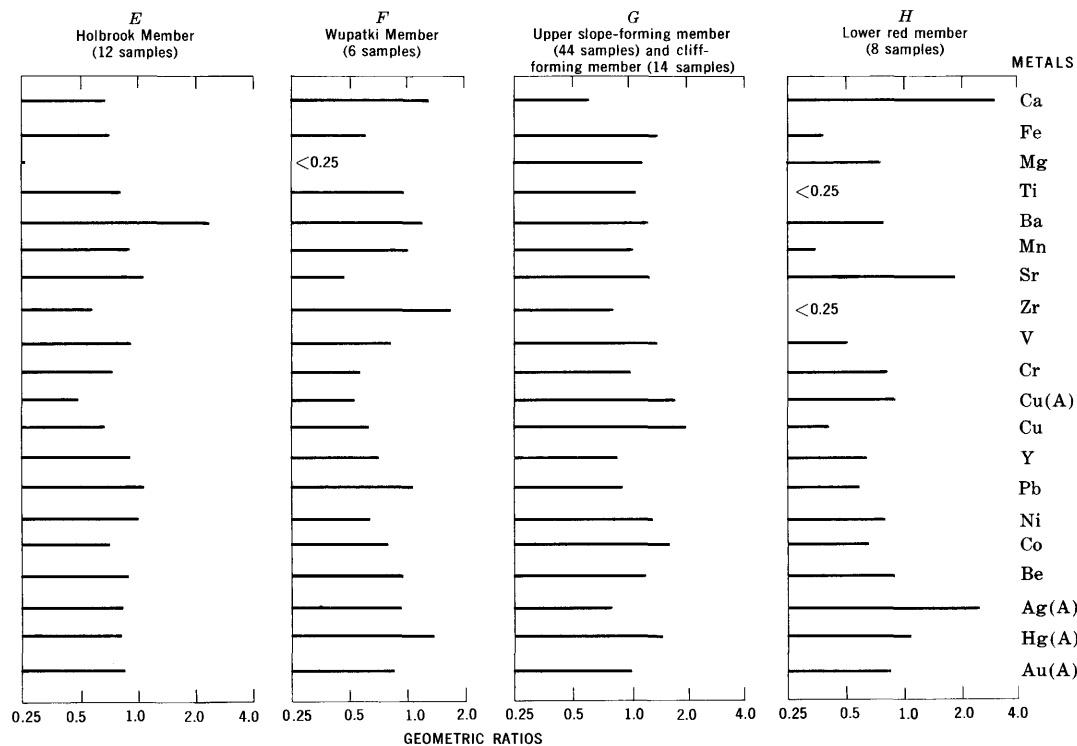 E
Holbrook Member
(12 samples)
F
Wupatki Member
(6 samples)
G
Upper slope-forming member
(44 samples) and cliff-
forming member (14 samples)
H
Lower red member
(8 samples)
METALS
Ca
Fe
<0.25
Mg
<0.25
Ti
Ba
Mn
Sr
<0.25
Zr
V
Cr
Cu(A)
Cu
Y
Pb
Ni
Co
Be
Ag(A)
Hg(A)
Au(A)
0.25 0.5 1.0 2.0 4.0
0.25 0.5 1.0 2.0
0.25 0.5 1.0 2.0 4.0
0.25 0.5 1.0 2.0 4.0
GEOMETRIC RATIOS